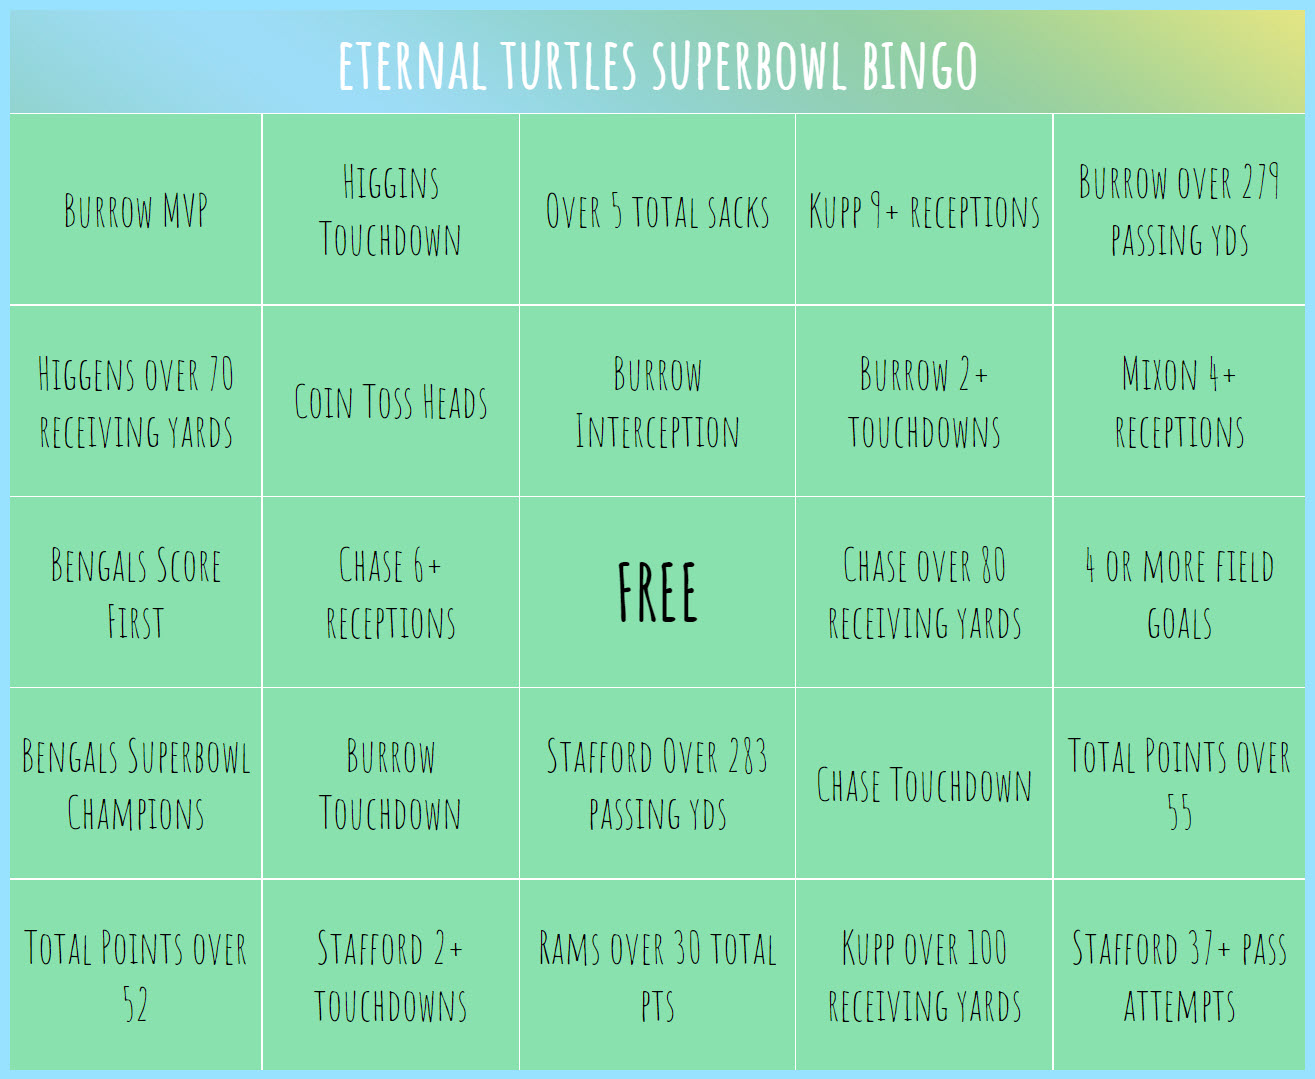 Eternal Turtles Superbowl Bingo
Burrow MVP
Higgins
Touchdown
Over 5 total sacks
Kupp 9+ receptions
Burrow over 279
passing yds
Higgens over 70
receiving yards
Coin Toss Heads
Burrow
Interception
Burrow 2+
touchdowns
Mixon 4+
receptions
Bengals Score
First
Chase 6+
receptions
FREE
Chase over 80
receiving yards
4 or more field
goals
Bengals Superbowl
Champions
Burrow
Touchdown
Stafford Over 283
passing yds
Chase Touchdown
Total Points over
55
Total Points over
52
Stafford 2+
touchdowns
Rams over 30 total
pts
Kupp over 100
receiving yards
Stafford 37+ pass
attempts